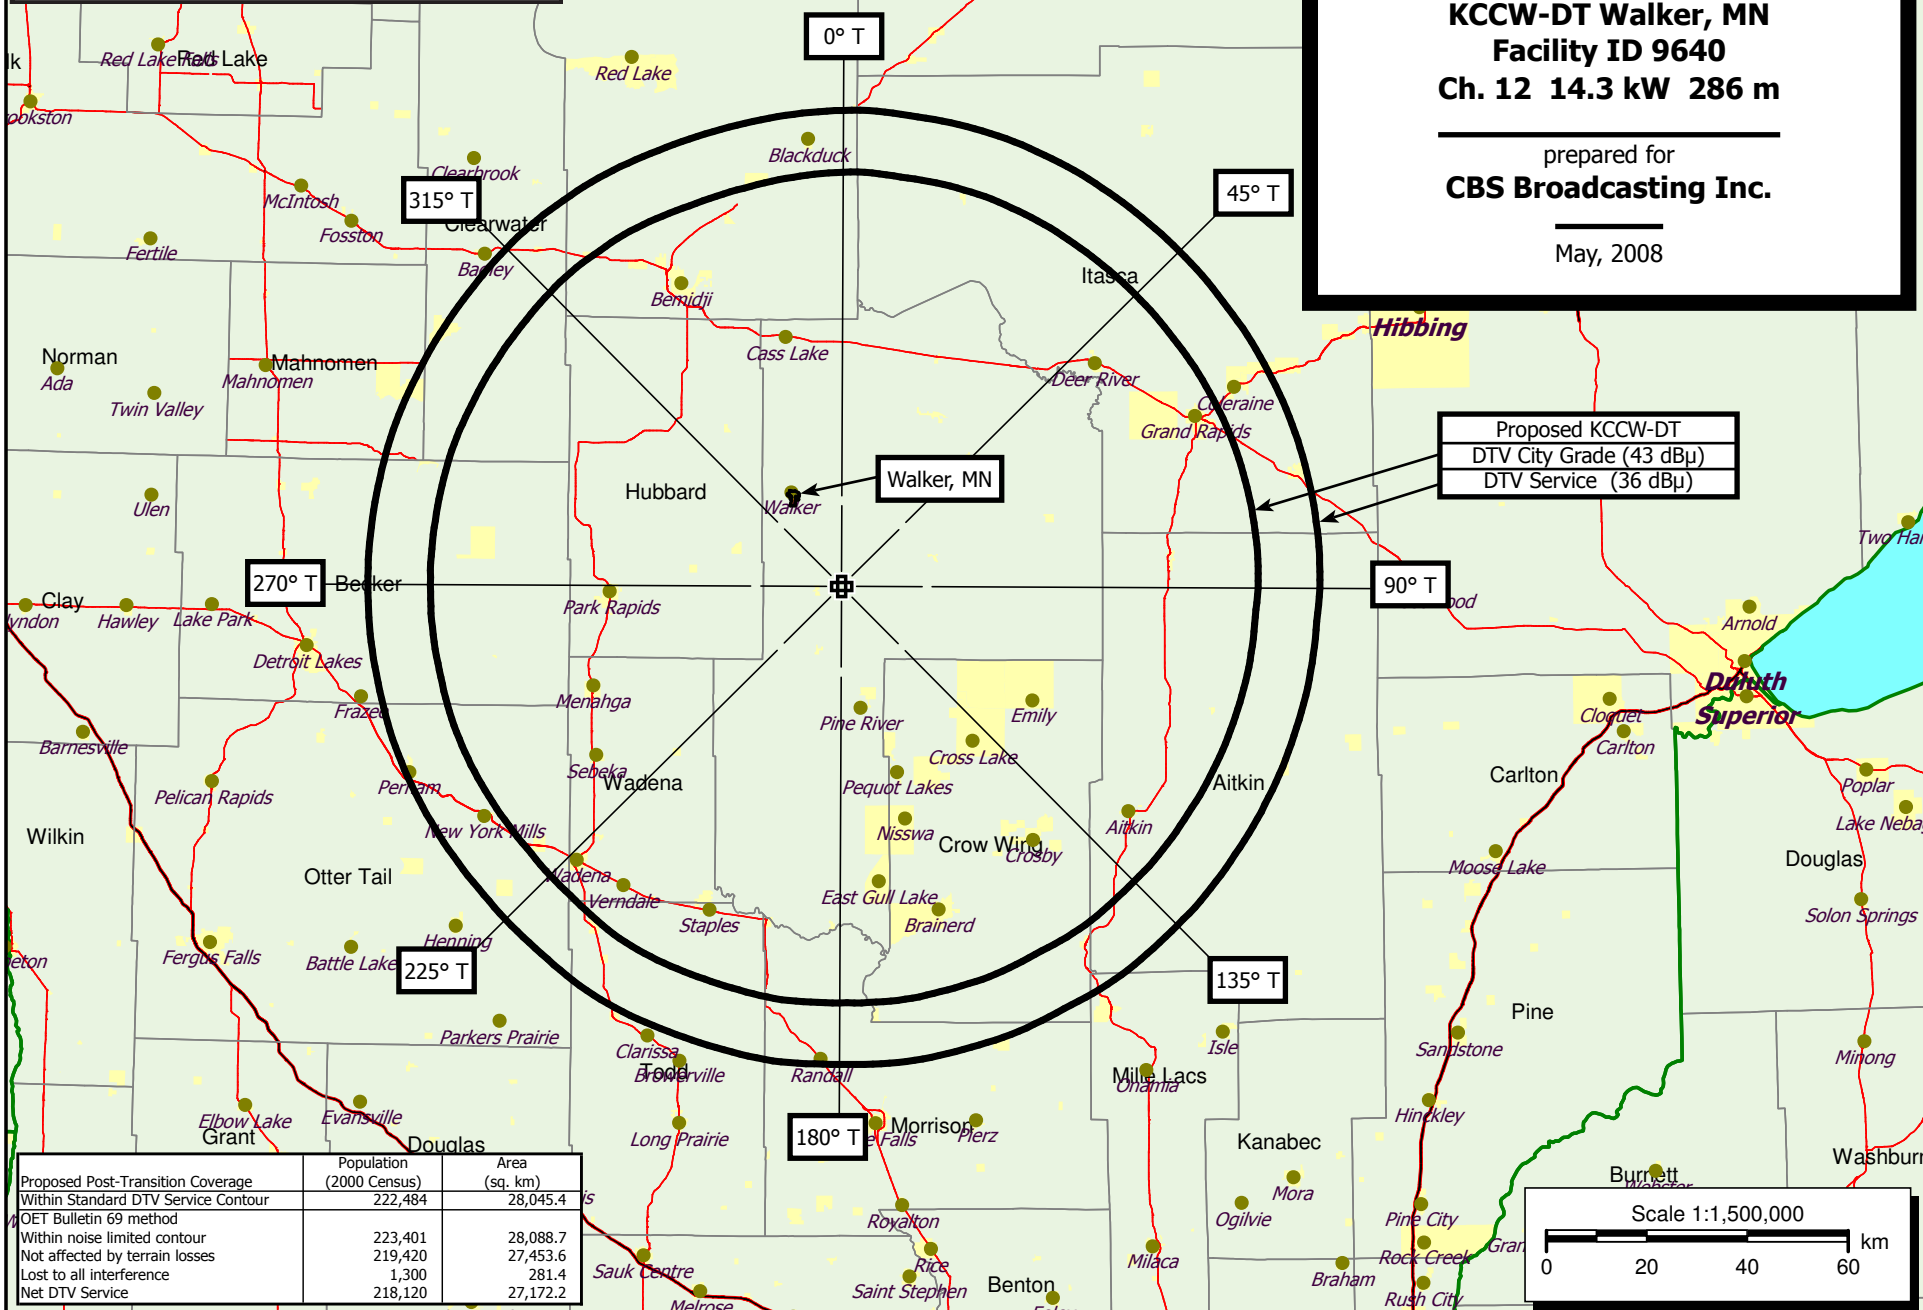 KCCW-DT Walker, MN
Facility ID 9640
Ch. 12 14.3 kW 286 m
prepared for
CBS Broadcasting Inc.
May, 2008
0° T
45° T
90° T
135° T
180° T
225° T
270° T
315° T
Red Lake
Red Lake
Blackduck
Clearbrook
McIntosh
Fosston
Clearwater
Fertile
Bagley
Bemidji
Itasca
Hibbing
Norman
Ada
Mahnomen
Mahnomen
Twin Valley
Cass Lake
Deer River
Coleraine
Grand Rapids
Proposed KCCW-DT
DTV City Grade (43 dBµ)
DTV Service (36 dBµ)
Walker, MN
Walker
Hubbard
Ulen
Becker
Clay
Hawley
Lake Park
Park Rapids
Detroit Lakes
Arnold
Duluth
Superior
Frazee
Menahga
Pine River
Emily
Cloquet
Carlton
Barnesville
Cross Lake
Sebeka
Wadena
Perham
Pelican Rapids
Pequot Lakes
Aitkin
Carlton
Poplar
Wilkin
New York Mills
Nisswa
Crow Wing
Crosby
Aitkin
Moose Lake
Douglas
Otter Tail
Wadena
Verndale
East Gull Lake
Staples
Brainerd
Solon Springs
Henning
Fergus Falls
Battle Lake
Pine
Parkers Prairie
Clarissa
Todd
Browerville
Randall
Isle
Mille Lacs
Onamia
Sandstone
Minong
Elbow Lake
Evansville
Grant
Douglas
Long Prairie
Morrison
Pierz
Hinckley
Kanabec
Burnett
Webster
Mora
Ogilvie
Royalton
Pine City
Rock Creek
Sauk Centre
Rice
Saint Stephen
Milaca
Braham
Benton
Melrose
Rush City
Proposed Post-Transition Coverage Population (2000 Census) Area (sq. km)
Within Standard DTV Service Contour 222,484 28,045.4
OET Bulletin 69 method
Within noise limited contour 223,401 28,088.7
Not affected by terrain losses 219,420 27,453.6
Lost to all interference 1,300 281.4
Net DTV Service 218,120 27,172.2
Scale 1:1,500,000
0 20 40 60 km